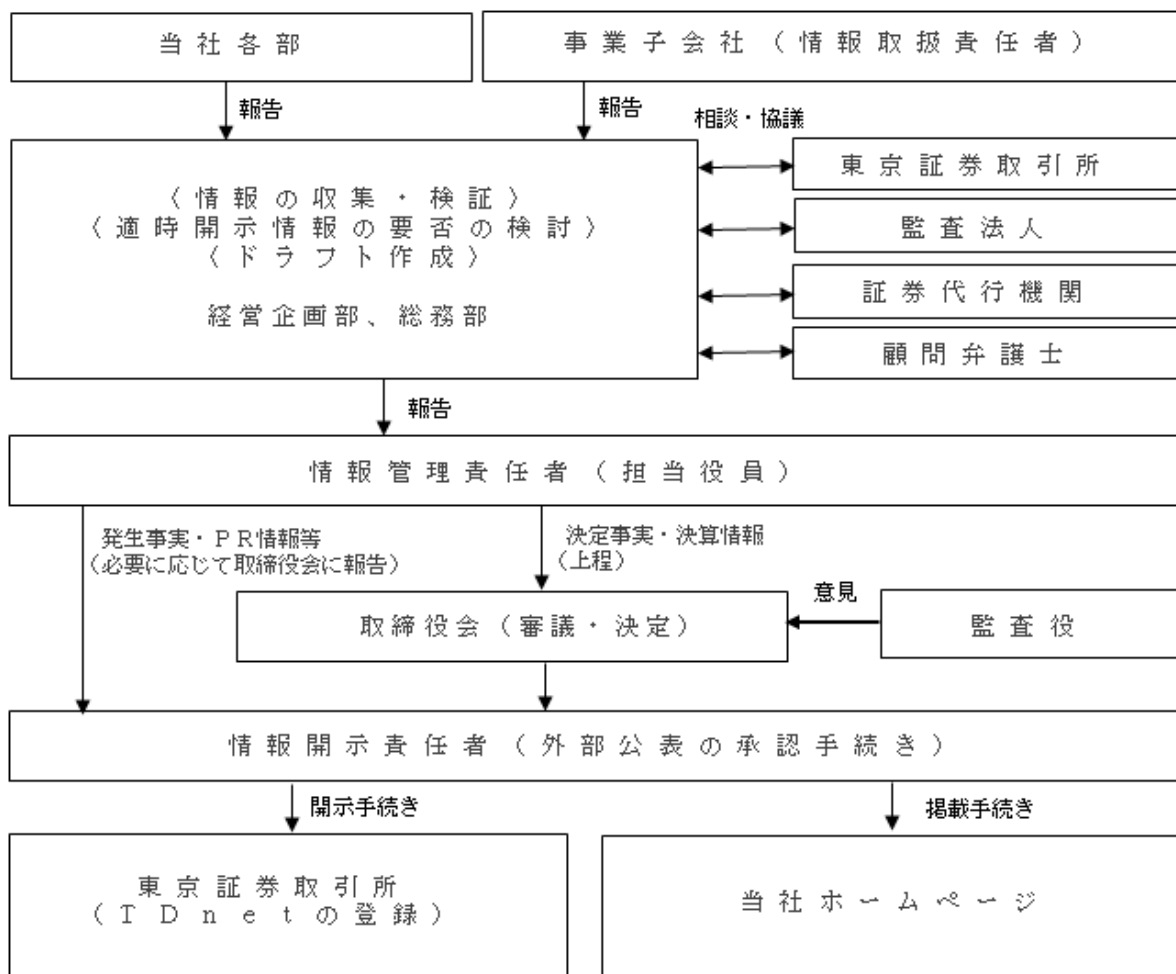 当社各部
事業子会社(情報取扱責任者)
報告
報告
相談・協議
〈情報の収集・検証〉
〈適時開示情報の要否の検討〉
〈ドラフト作成〉
経営企画部、総務部
東京証券取引所
監査法人
証券代行機関
顧問弁護士
報告
情報管理責任者(担当役員)
発生事実・PR情報等
(必要に応じて取締役会に報告)
決定事実・決算情報
(上程)
取締役会(審議・決定)
意見
監査役
情報開示責任者(外部公表の承認手続き)
開示手続き
掲載手続き
東京証券取引所
(TDnetの登録)
当社ホームページ